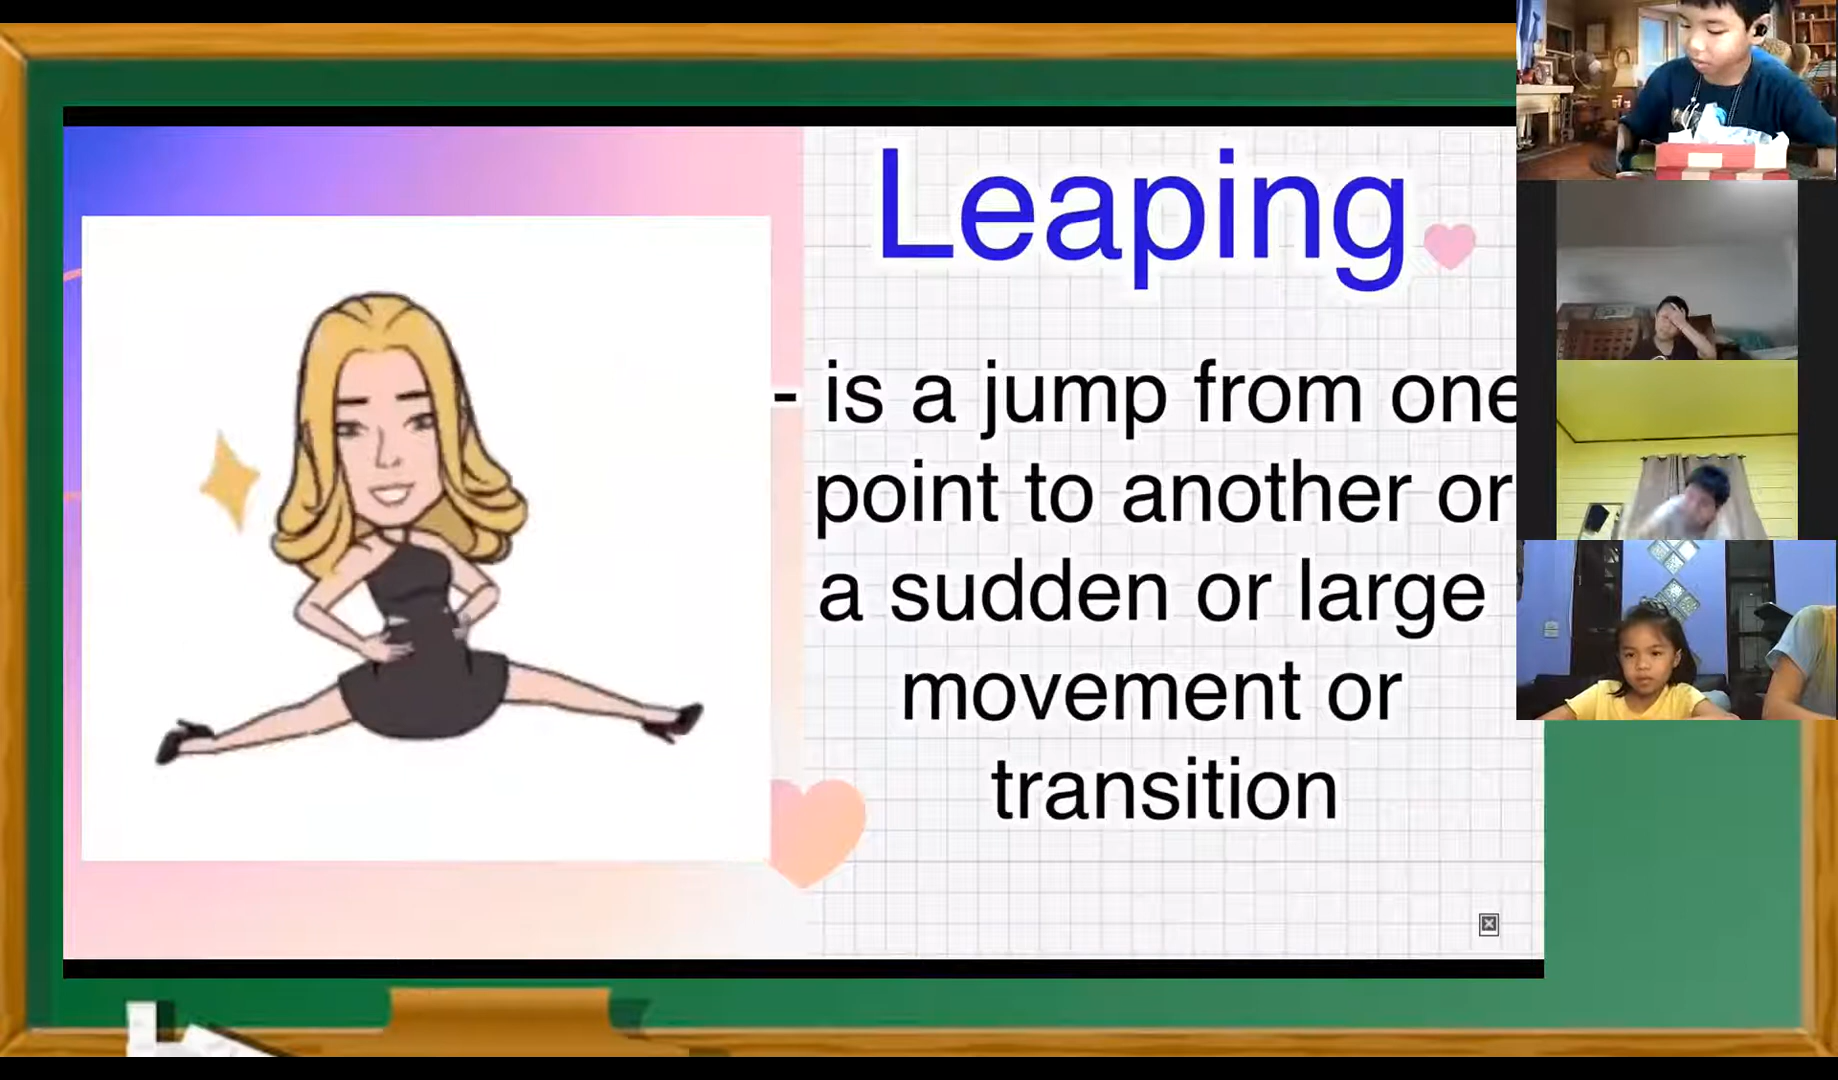 Leaping
- is a jump from one
point to another or
a sudden or large
movement or
transition